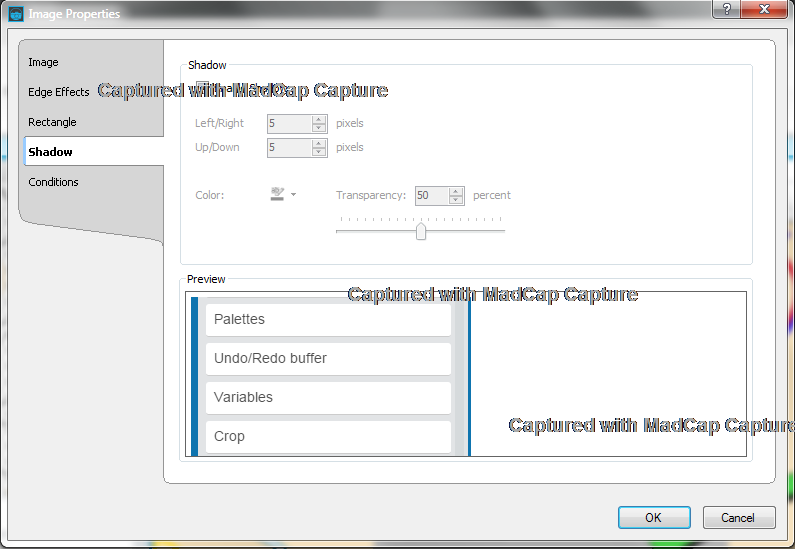 Image Properties
Image
Edge Effects
Rectangle
Shadow
Conditions
Shadow
Captured with MadCap Capture
Left/Right 5 pixels
Up/Down 5 pixels
Color: Transparency: 50 percent
Preview
Captured with MadCap Capture
Palettes
Undo/Redo buffer
Variables
Captured with MadCap Capture
Crop
OK Cancel